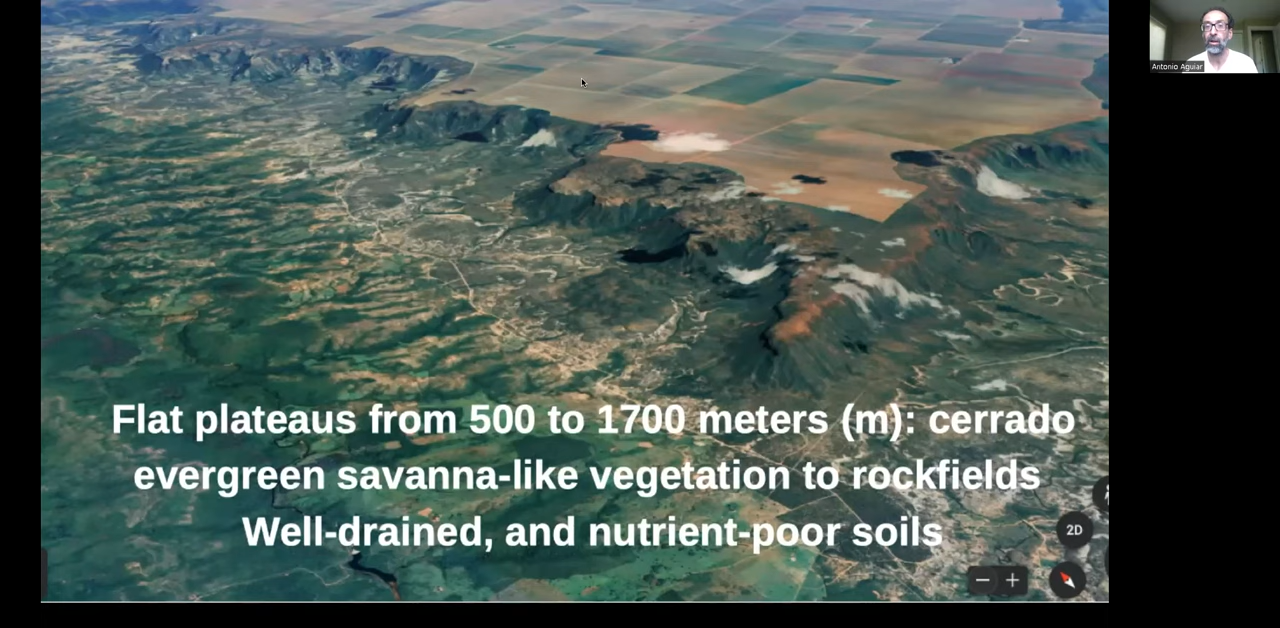 Antonio Aguiar
Flat plateaus from 500 to 1700 meters (m): cerrado
evergreen savanna-like vegetation to rockfields
Well-drained, and nutrient-poor soils
2D